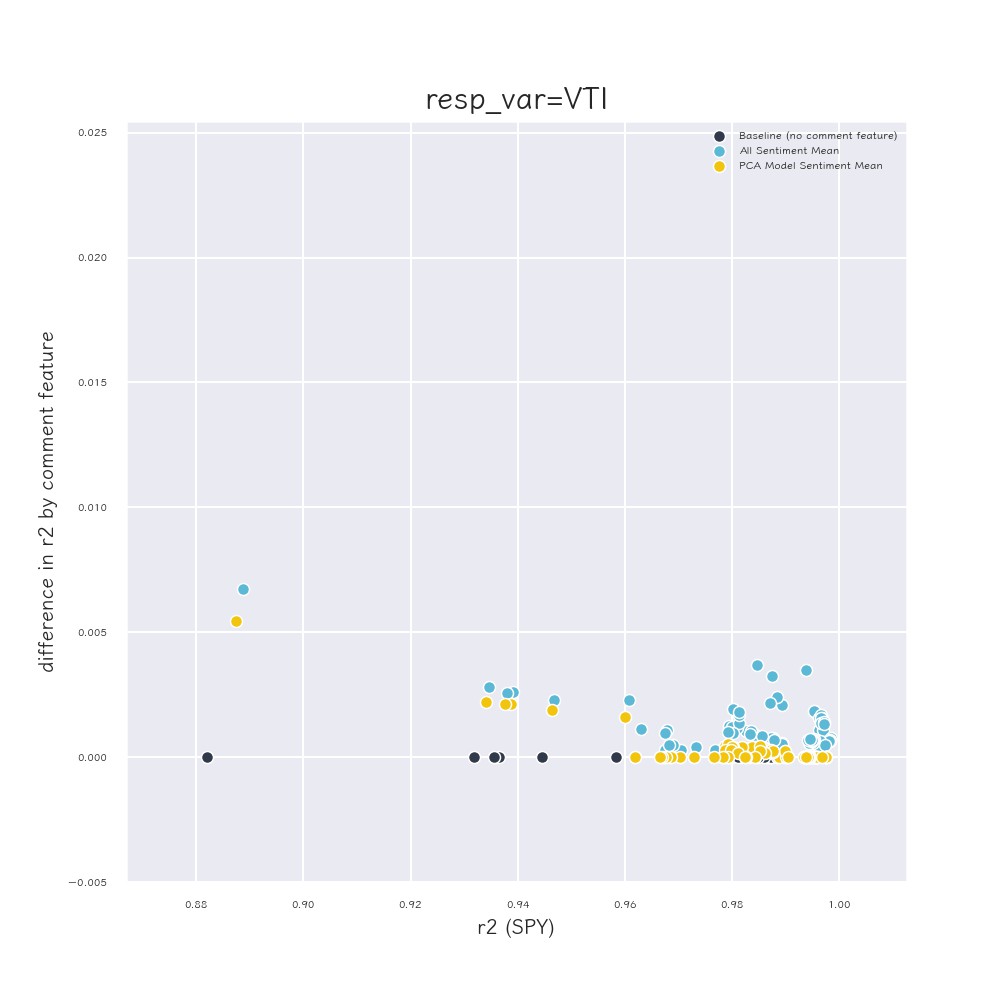 resp_var=VTI
Baseline (no comment feature)
All Sentiment Mean
PCA Model Sentiment Mean
difference in r2 by comment feature
0.025
0.020
0.015
0.010
0.005
0.000
−0.005
0.88 0.90 0.92 0.94 0.96 0.98 1.00
r2 (SPY)